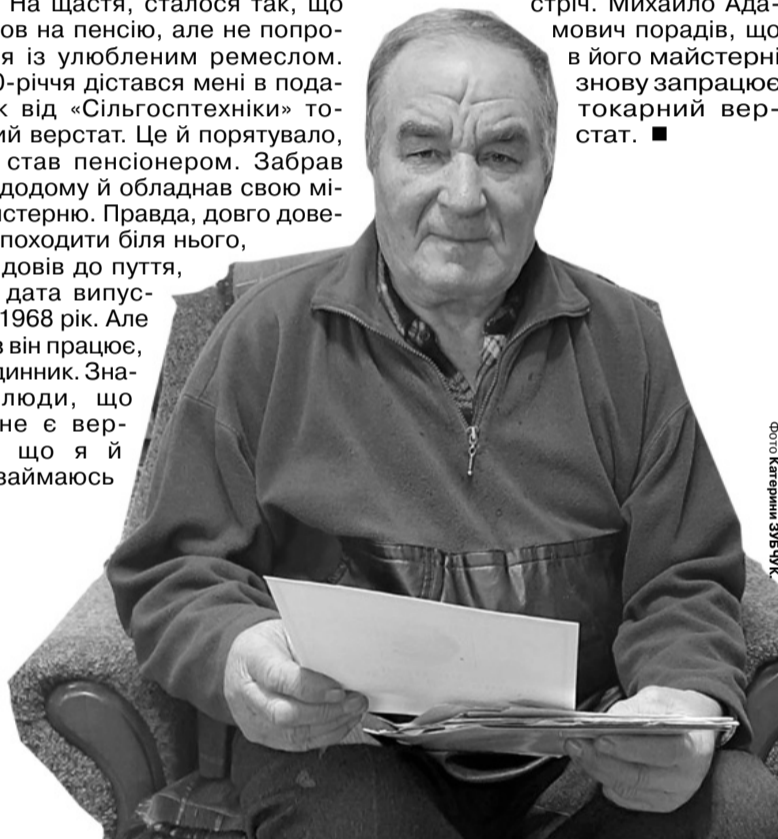 На щастя, сталося так, що
ов на пенсію, але не попро-
я із улюбленим ремеслом.
0-річчя дістався мені в пода-
к від «Сільгосптехніки» то-
ий верстат. Це й порятувало,
став пенсіонером. Забрав
додому й обладнав свою мі-
йстерню. Правда, довго дове-
походити біля нього,
довів до пуття,
дата випус-
1968 рік. Але
з він працює,
динник. Зна-
люди, що
не є вер-
що я й
займаюсь
стріч. Михайло Ада-
мович порадів, що
в його майстерні
знову запрацює
токарний вер-
стат. ■
Фото Катерини ЗУБЧУК.